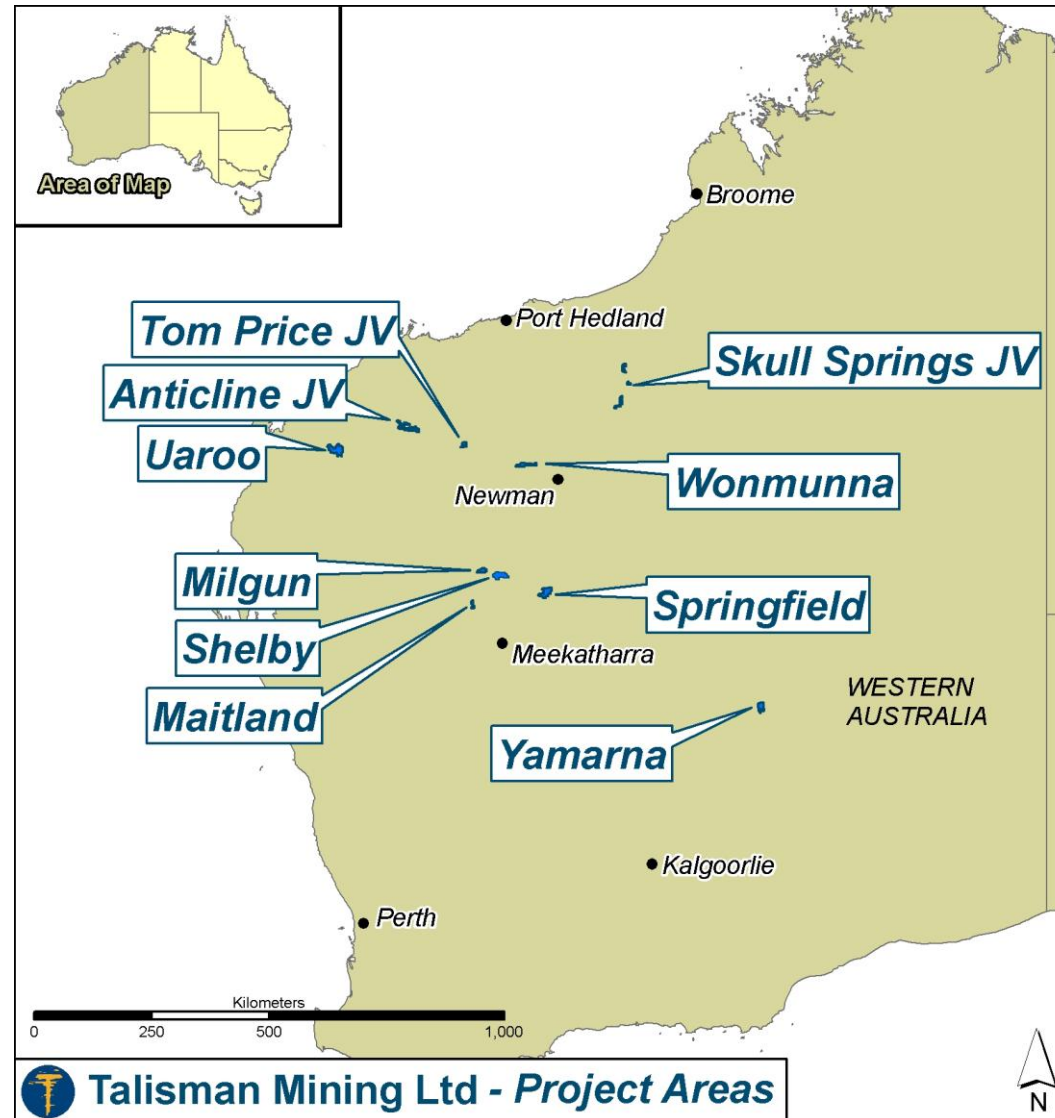 Area of Map
Broome
Port Hedland
Tom Price JV
Skull Springs JV
Anticline JV
Uaroo
Wonmunna
Newman
Milgun
Springfield
Shelby
Meekatharra
Maitland
WESTERN
AUSTRALIA
Yamarna
Kalgoorlie
Perth
Kilometers
0 250 500 1,000
Talisman Mining Ltd - Project Areas
N